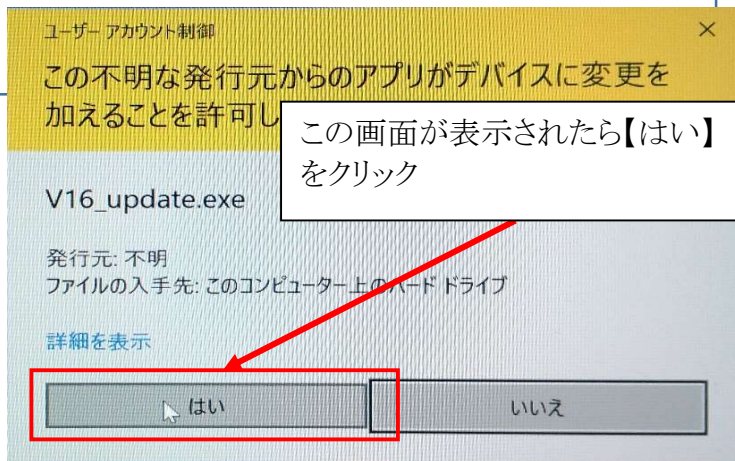 ユーザー アカウント制御
この不明な発行元からのアプリがデバイスに変更を
加えることを許可し
この画面が表示されたら【はい】
をクリック
V16_update.exe
発行元: 不明
ファイルの入手先: このコンピューター上のハード ドライブ
詳細を表示
はい
いいえ